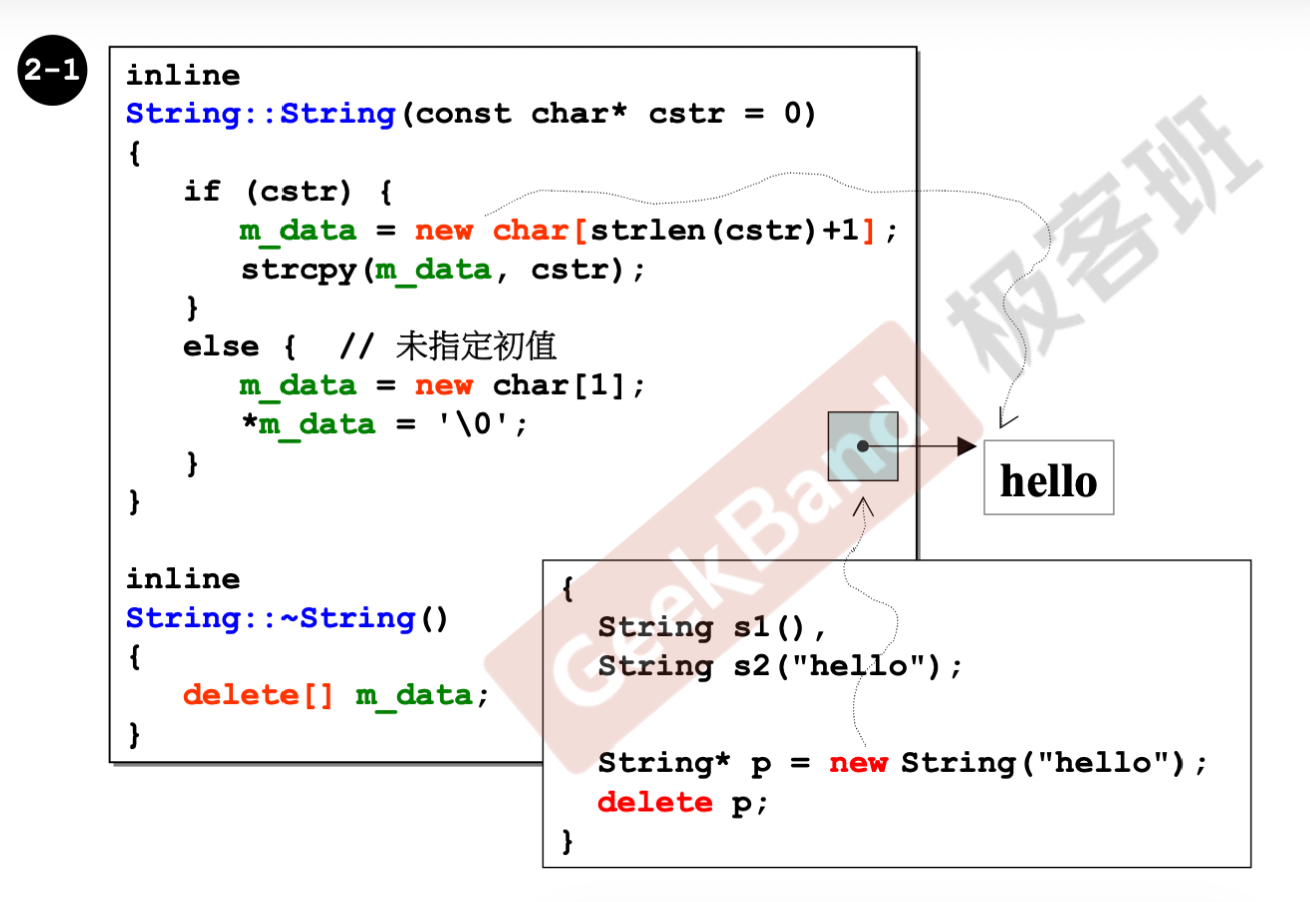 2-1
inline
String::String(const char* cstr = 0)
{
if (cstr) {
m_data = new char[strlen(cstr)+1];
strcpy(m_data, cstr);
}
else { // 未指定初值
m_data = new char[1];
*m_data = '\0';
}
}
inline
String::~String()
{
delete[] m_data;
}
hello
{
String s1(),
String s2("hello");
String* p = new String("hello");
delete p;
}
GeekBand 极客班